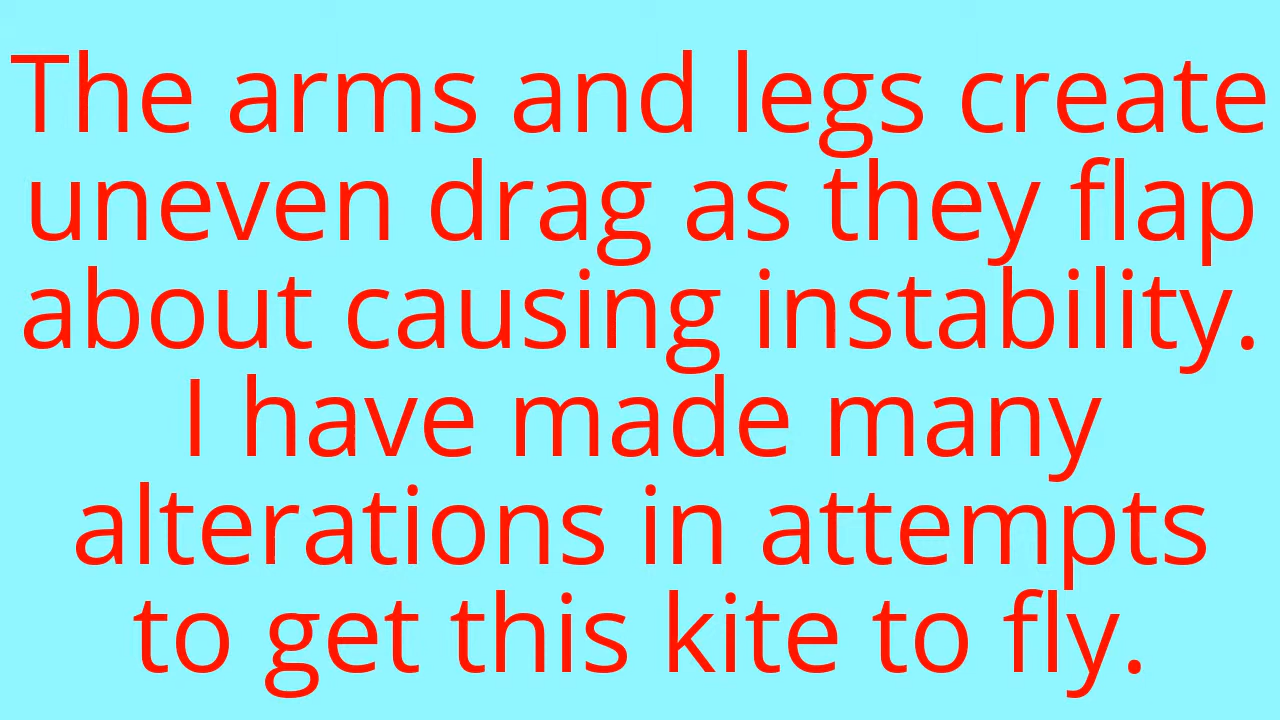 The arms and legs create
uneven drag as they flap
about causing instability.
I have made many
alterations in attempts
to get this kite to fly.